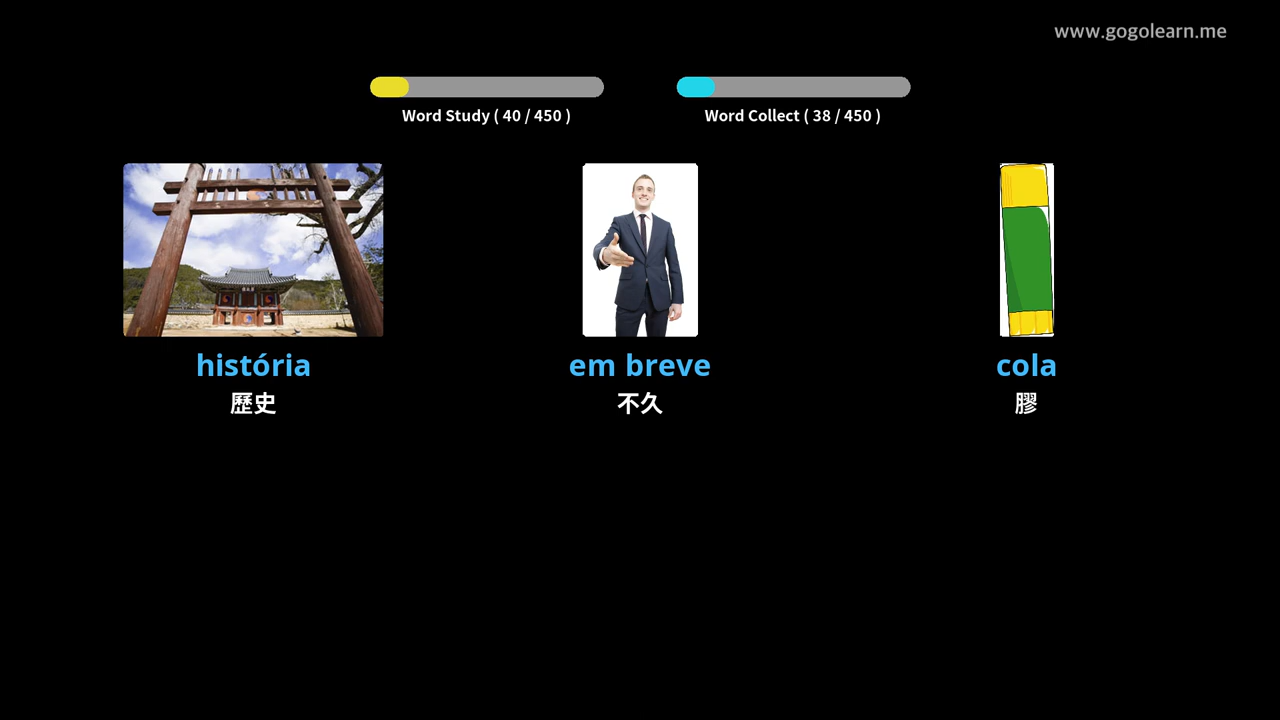 www.gogolearn.me
Word Study ( 40 / 450 )
Word Collect ( 38 / 450 )
história
em breve
cola
歷史
不久
膠